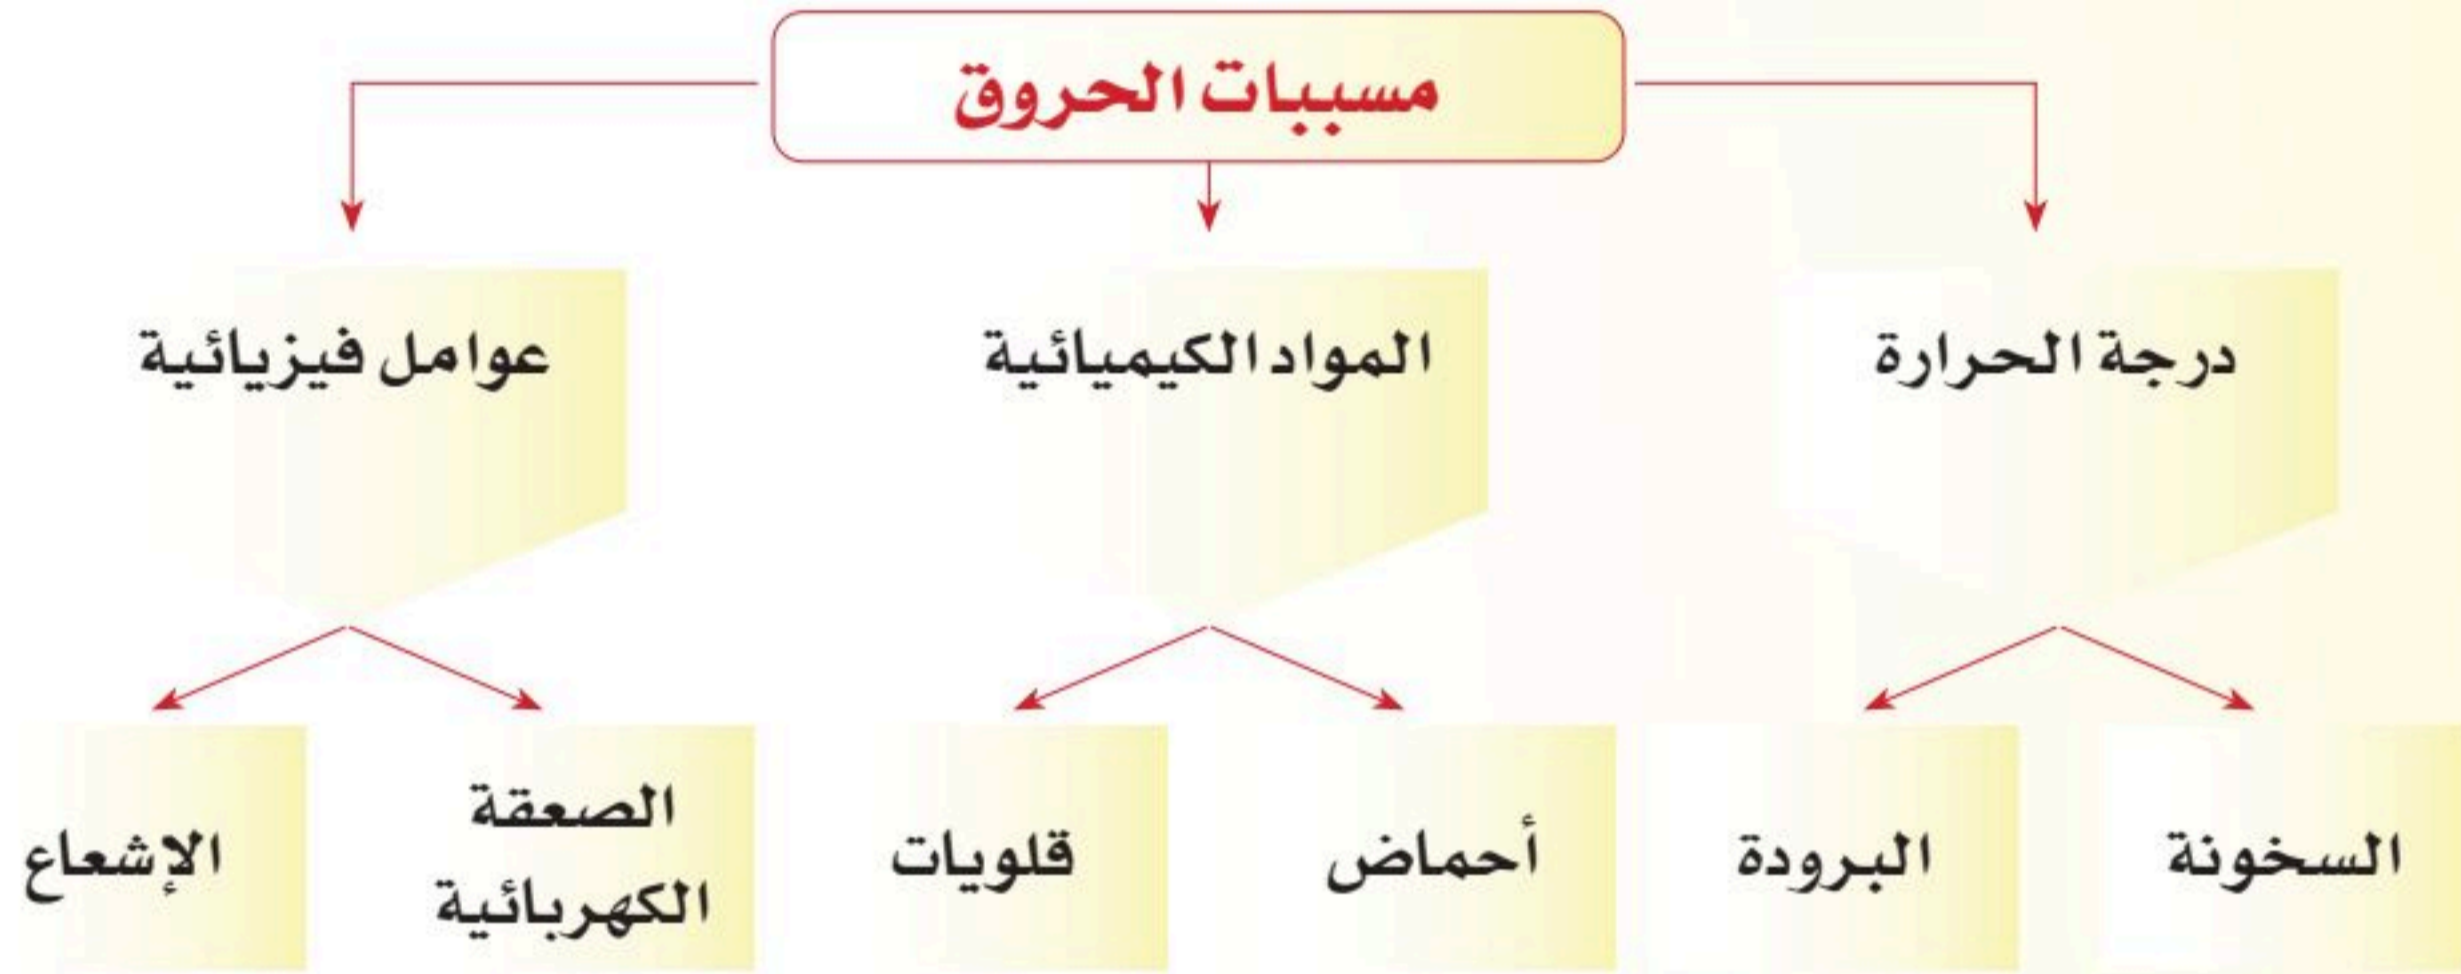 مسببات الحروق
درجة الحرارة
المواد الكيميائية
عوامل فيزيائية
السخونة
البرودة
أحماض
قلويات
الصعقة
الكهربائية
الإشعاع